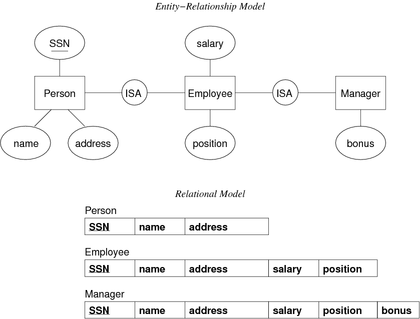 Entity−Relationship Model
SSN
salary
Person
ISA
Employee
ISA
Manager
name
address
position
bonus
Relational Model
Person
SSN name address
Employee
SSN name address salary position
Manager
SSN name address salary position bonus